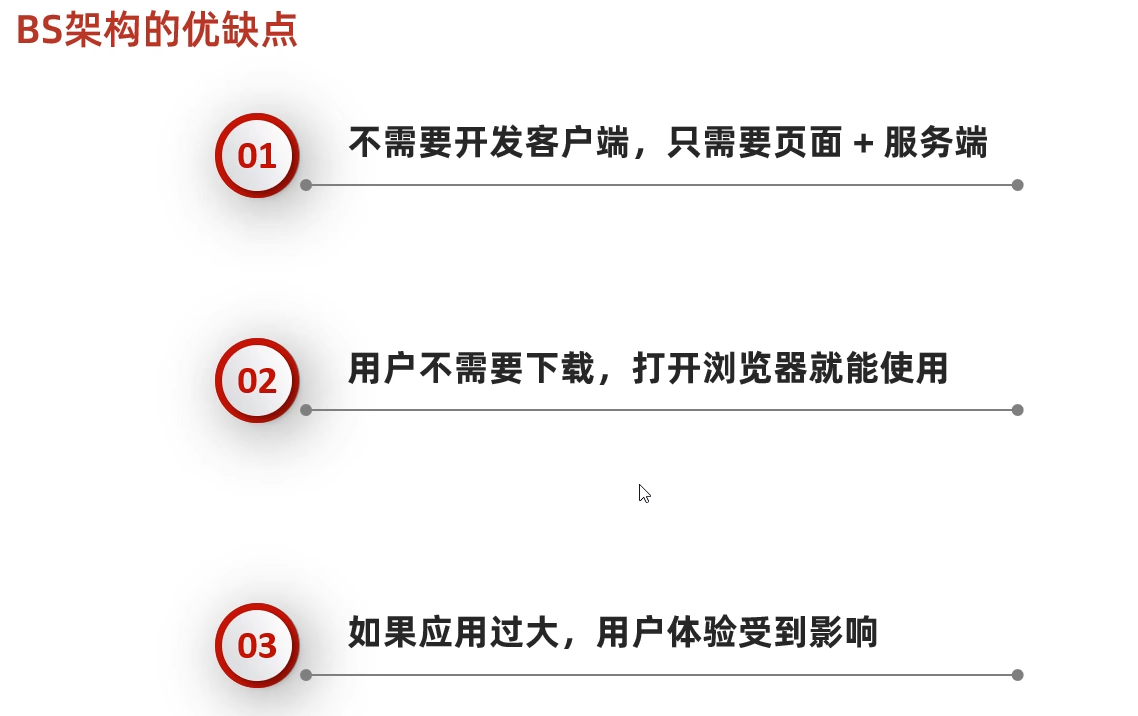 BS架构的优缺点
01
不需要开发客户端，只需要页面 + 服务端
02
用户不需要下载，打开浏览器就能使用
03
如果应用过大，用户体验受到影响